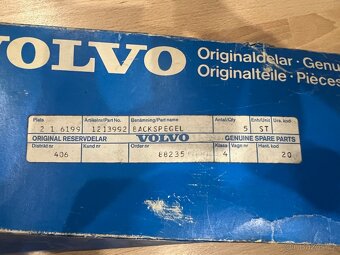 VOLVO
Originaldelar · Genu
Originalteile · Pièces
Plats Artikelnr/Part No. Benämning/Part name Antal/Qty Enh/Unit Urs. kod
2 1 6199 1213992 BACKSPEGEL 5 ST
ORIGINAL RESERVDELAR VOLVO GENUINE SPARE PARTS
Distrikt nr Kund nr Order nr Klass Vagn nr Hant. kod
406 88235 4 20